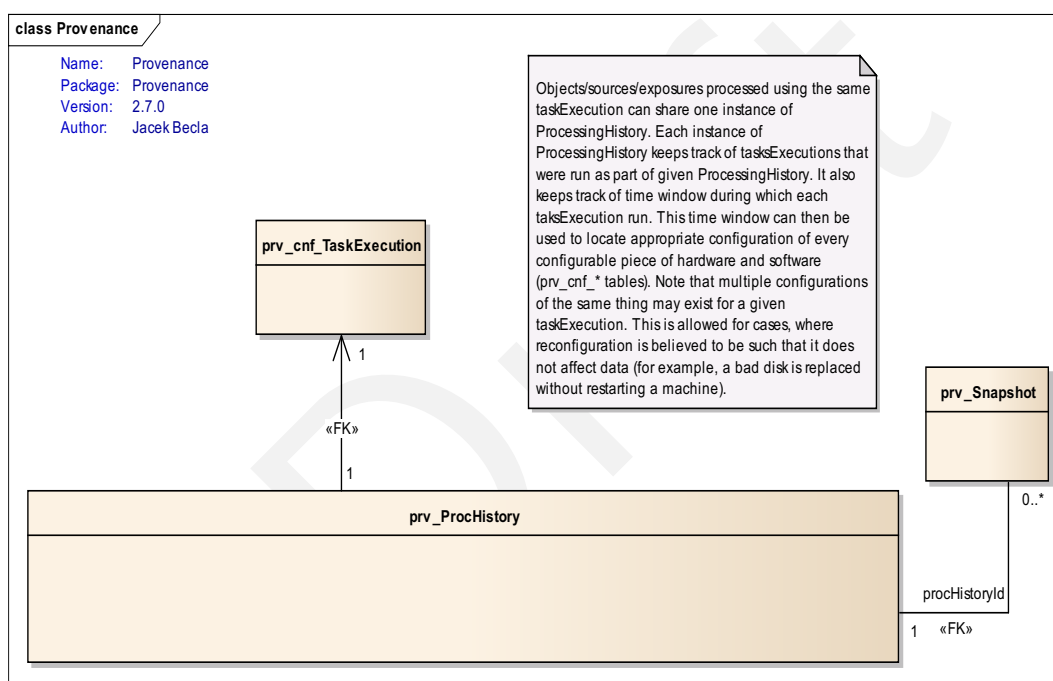 class Provenance
Name: Provenance
Package: Provenance
Version: 2.7.0
Author: Jacek Becla
Objects/sources/exposures processed using the same
taskExecution can share one instance of
ProcessingHistory. Each instance of
ProcessingHistory keeps track of tasksExecutions that
were run as part of given ProcessingHistory. It also
keeps track of time window during which each
taksExecution run. This time window can then be
used to locate appropriate configuration of every
configurable piece of hardware and software
(prv_cnf_* tables). Note that multiple configurations
of the same thing may exist for a given
taskExecution. This is allowed for cases, where
reconfiguration is believed to be such that it does
not affect data (for example, a bad disk is replaced
without restarting a machine).
prv_cnf_TaskExecution
1
«FK»
1
prv_Snapshot
0..*
prv_ProcHistory
procHistoryId
1 «FK»
Draft